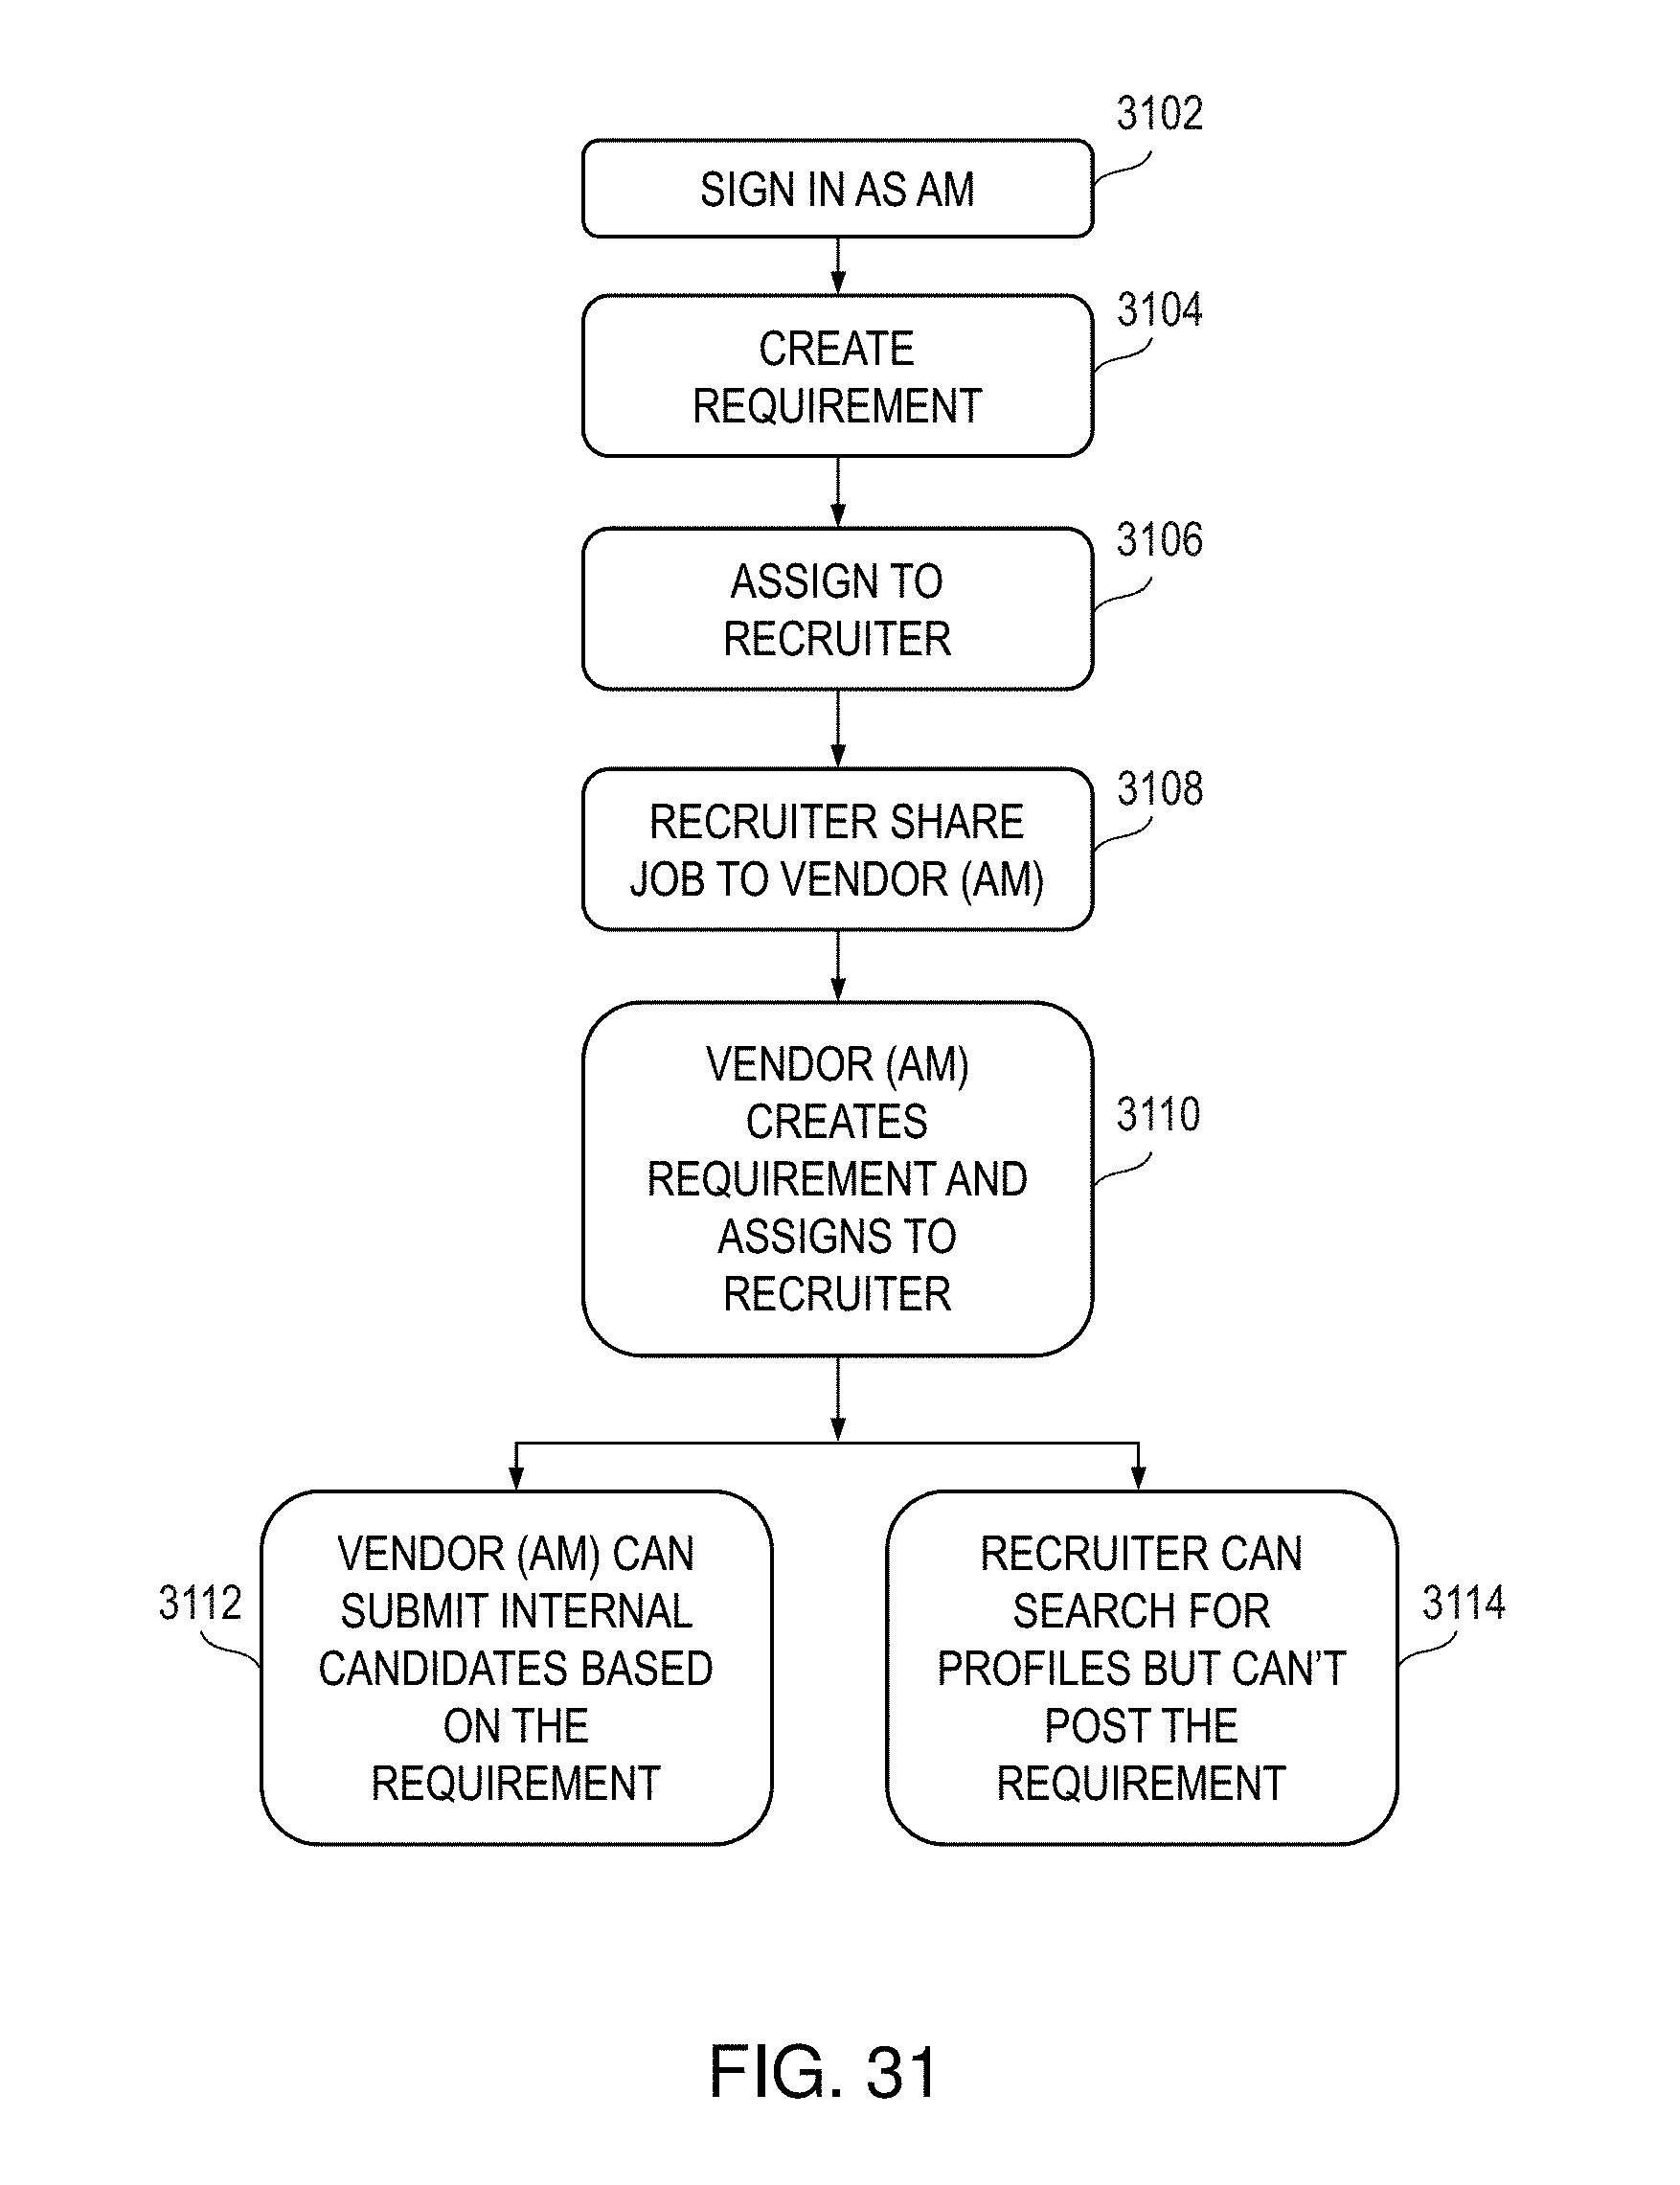 3102
SIGN IN AS AM
3104
CREATE
REQUIREMENT
3106
ASSIGN TO
RECRUITER
3108
RECRUITER SHARE
JOB TO VENDOR (AM)
3110
VENDOR (AM)
CREATES
REQUIREMENT AND
ASSIGNS TO
RECRUITER
3112
VENDOR (AM) CAN
SUBMIT INTERNAL
CANDIDATES BASED
ON THE
REQUIREMENT
3114
RECRUITER CAN
SEARCH FOR
PROFILES BUT CAN'T
POST THE
REQUIREMENT
FIG. 31